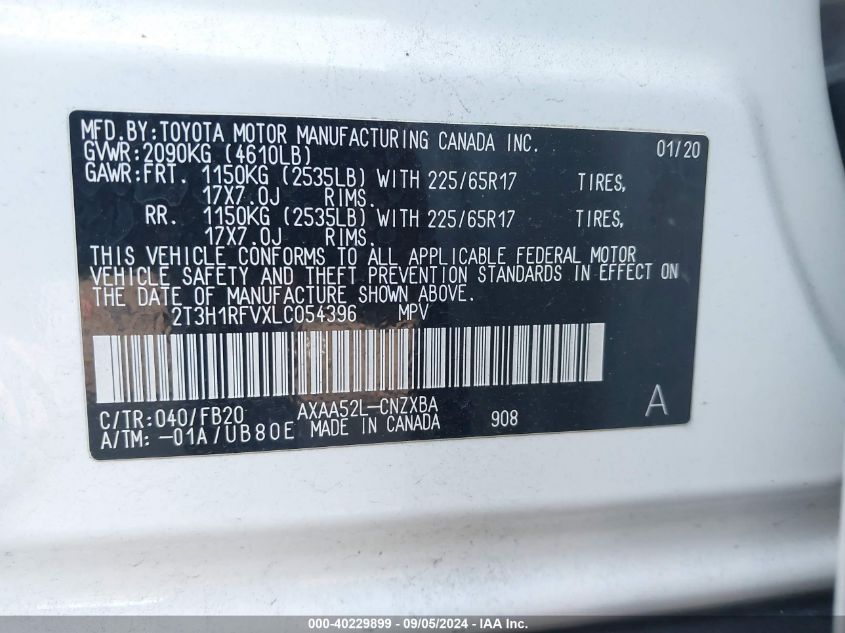 MFD.BY:TOYOTA MOTOR MANUFACTURING CANADA INC. 01/20
GVWR:2090KG (4610LB)
GAWR:FRT. 1150KG (2535LB) WITH 225/65R17 TIRES,
17X7.0J RIMS.
RR. 1150KG (2535LB) WITH 225/65R17 TIRES,
17X7.0J RIMS.
THIS VEHICLE CONFORMS TO ALL APPLICABLE FEDERAL MOTOR
VEHICLE SAFETY AND THEFT PREVENTION STANDARDS IN EFFECT ON
THE DATE OF MANUFACTURE SHOWN ABOVE.
2T3H1RFVXLC054396 MPV
C/TR:040/FB20 AXAA52L-CNZXBA A
A/TM: -01A/UB80E MADE IN CANADA 908
000-40229899 - 09/05/2024 - IAA Inc.